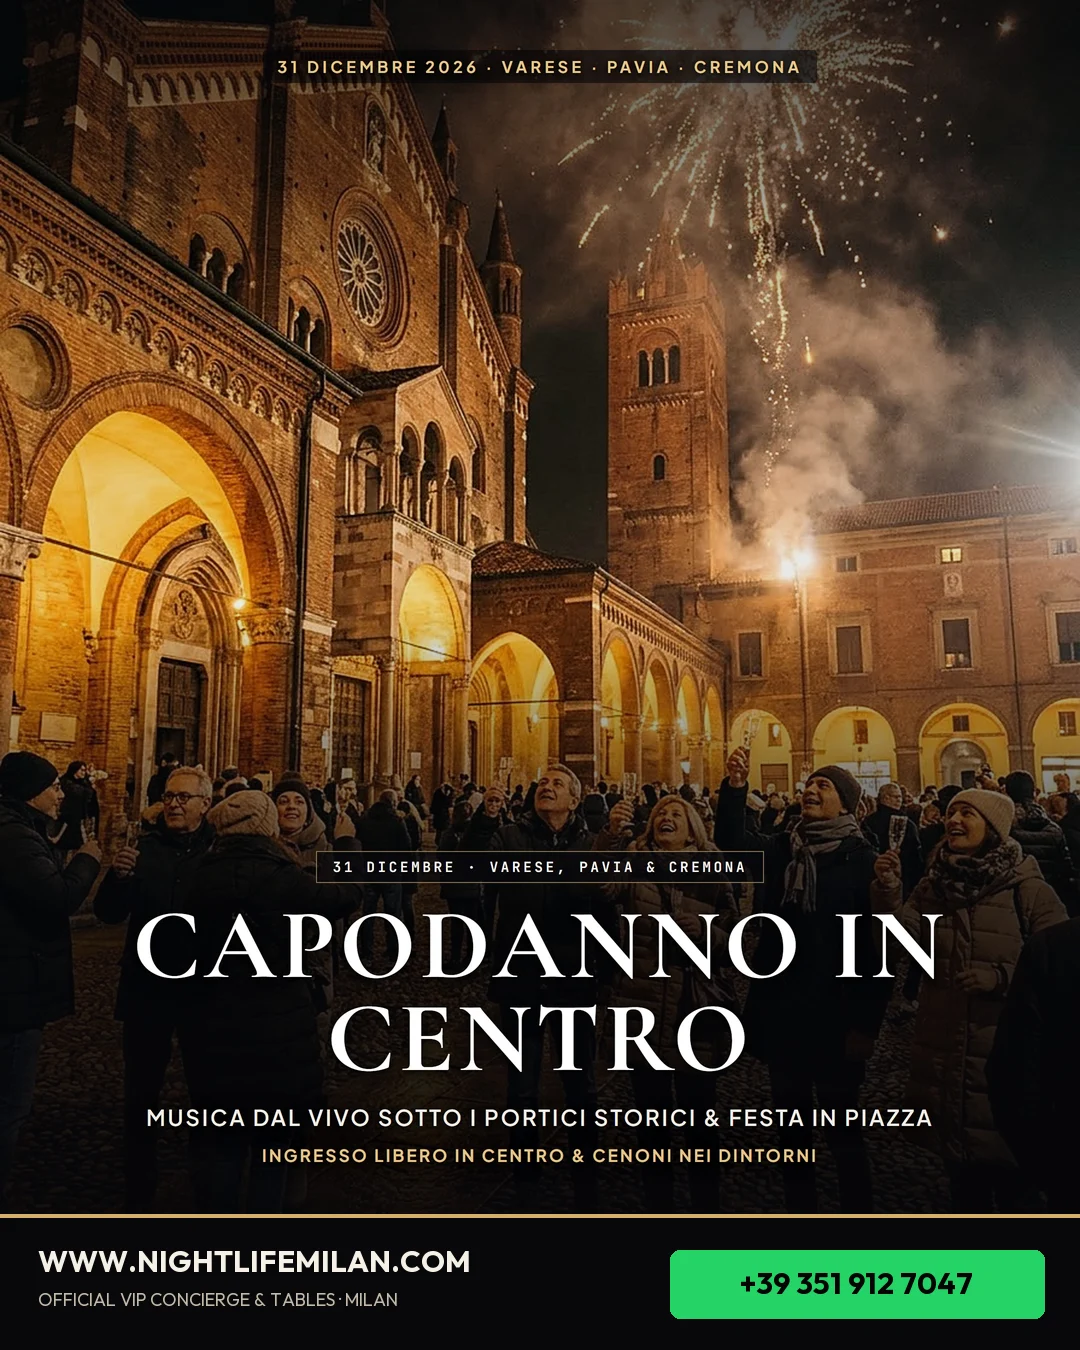 31 DICEMBRE 2026 · VARESE · PAVIA · CREMONA
31 DICEMBRE · VARESE, PAVIA & CREMONA
CAPODANNO IN
CENTRO
MUSICA DAL VIVO SOTTO I PORTICI STORICI & FESTA IN PIAZZA
INGRESSO LIBERO IN CENTRO & CENONI NEI DINTORNI
WWW.NIGHTLIFEMILAN.COM
OFFICIAL VIP CONCIERGE & TABLES · MILAN
+39 351 912 7047